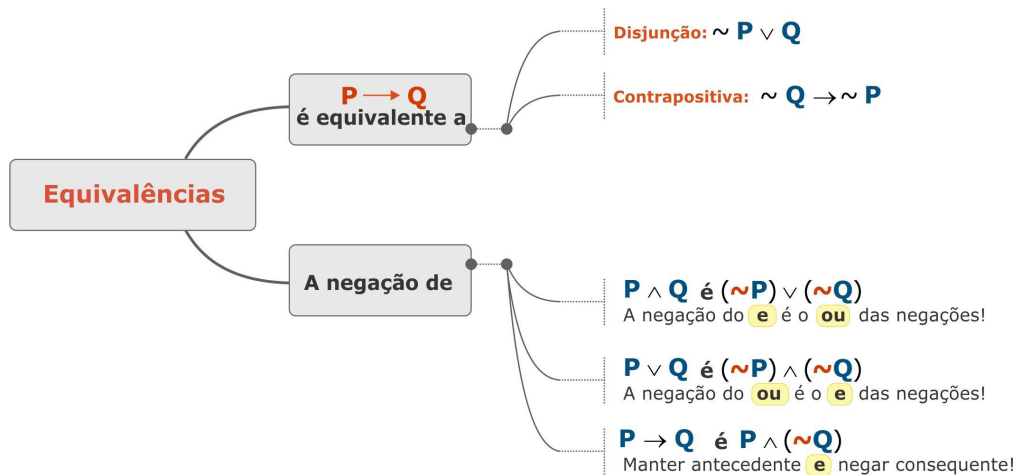 Equivalências
P → Q
é equivalente a
Disjunção: ~ P ∨ Q
Contrapositiva: ~ Q → ~ P
A negação de
P ∧ Q é (~P) ∨ (~Q)
A negação do e é o ou das negações!
P ∨ Q é (~P) ∧ (~Q)
A negação do ou é o e das negações!
P → Q é P ∧ (~Q)
Manter antecedente e negar consequente!